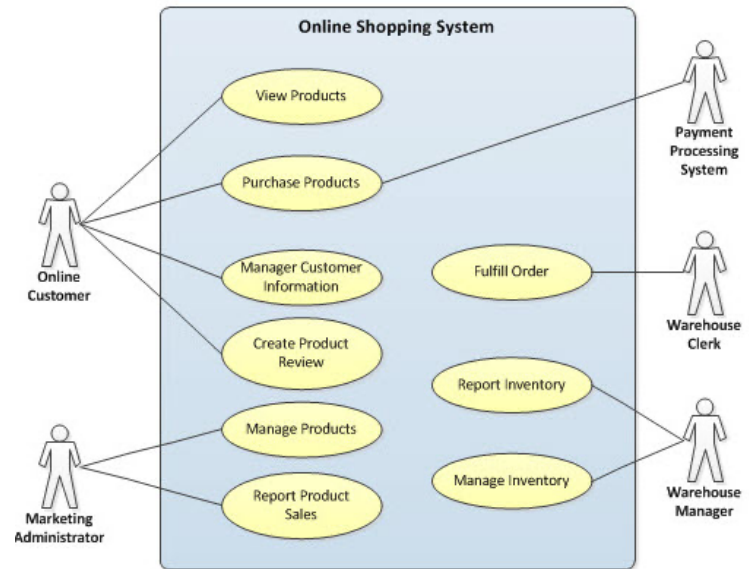 Online Shopping System
View Products
Purchase Products
Payment
Processing
System
Online
Customer
Manager Customer
Information
Fulfill Order
Warehouse
Clerk
Create Product
Review
Report Inventory
Manage Products
Marketing
Administrator
Report Product
Sales
Manage Inventory
Warehouse
Manager